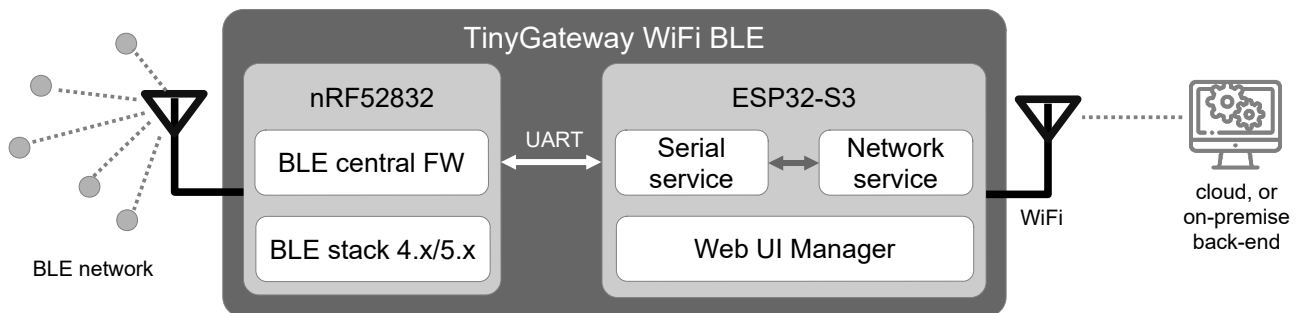 TinyGateway WiFi BLE
nRF52832
BLE central FW
BLE stack 4.x/5.x
UART
ESP32-S3
Serial
service
Network
service
Web UI Manager
BLE network
WiFi
cloud, or
on-premise
back-end